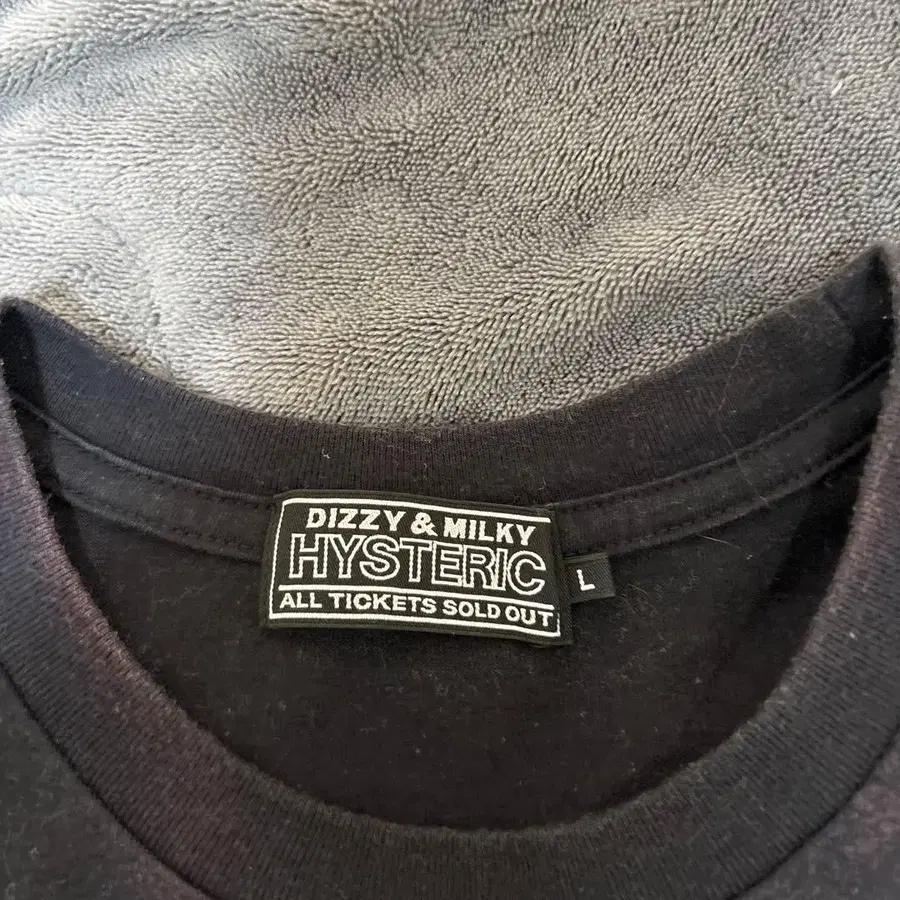 DIZZY & MILKY
HYSTERIC
ALL TICKETS SOLD OUT
L